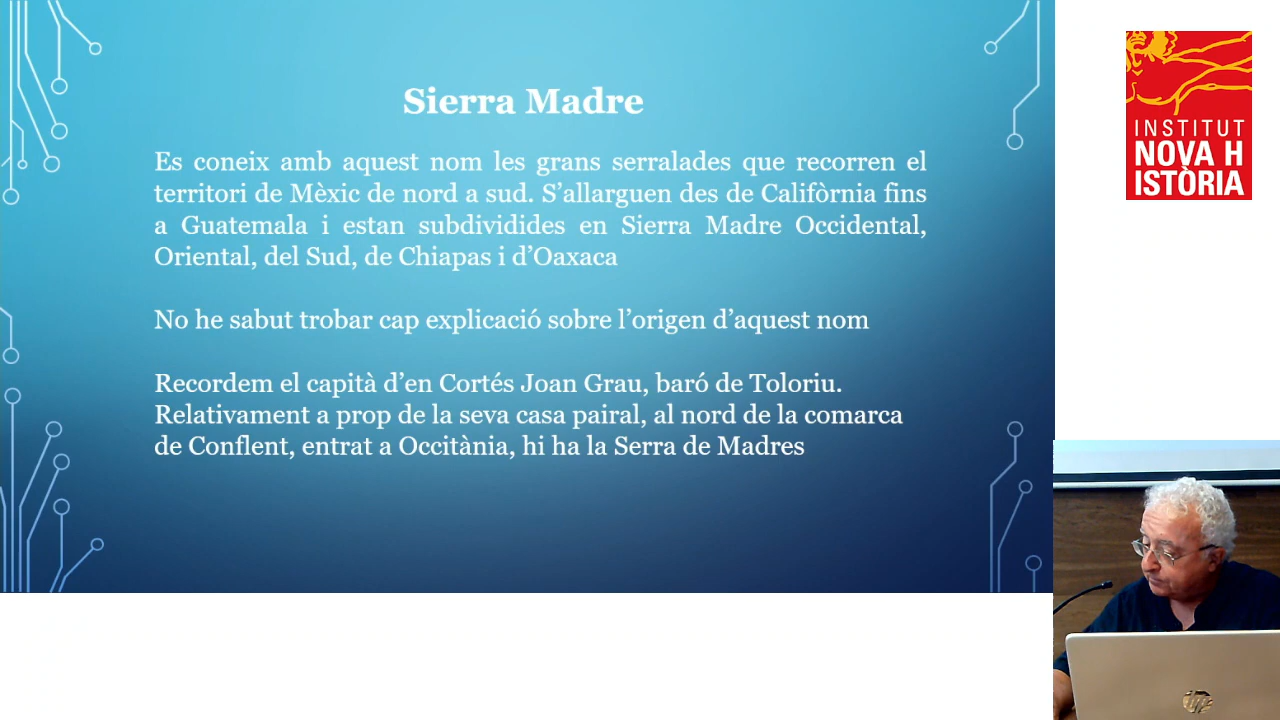 Sierra Madre
Es coneix amb aquest nom les grans serralades que recorren el
territori de Mèxic de nord a sud. S’allarguen des de Califòrnia fins
a Guatemala i estan subdividides en Sierra Madre Occidental,
Oriental, del Sud, de Chiapas i d’Oaxaca
No he sabut trobar cap explicació sobre l’origen d’aquest nom
Recordem el capità d’en Cortés Joan Grau, baró de Toloriu.
Relativament a prop de la seva casa pairal, al nord de la comarca
de Conflent, entrat a Occitània, hi ha la Serra de Madres
INSTITUT
NOVA H
ISTÒRIA
hp